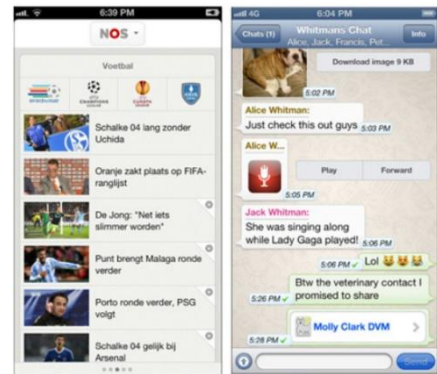 6:39 PM
NOS
Voetbal
CHAMPIONS
LEAGUE
EUROPA
LEAGUE
Schalke 04 lang zonder
Uchida
Oranje zakt plaats op FIFA-
ranglijst
De Jong: "Net iets
slimmer worden"
Punt brengt Malaga ronde
verder
Porto ronde verder, PSG
volgt
Schalke 04 gelijk bij
Arsenal
4G
6:04 PM
Chats (1)
Whitmans Chat
Alice, Jack, Francis, Pet...
Info
Download image 9 KB
5:02 PM
Alice Whitman:
Just check this out guys
5:03 PM
Alice W...
Play
Forward
5:05 PM
Jack Whitman:
She was singing along
while Lady Gaga played!
5:06 PM
5:06 PM
Lol
Btw the veterinary contact I
promised to share
5:26 PM
Molly Clark DVM
5:28 PM
Send